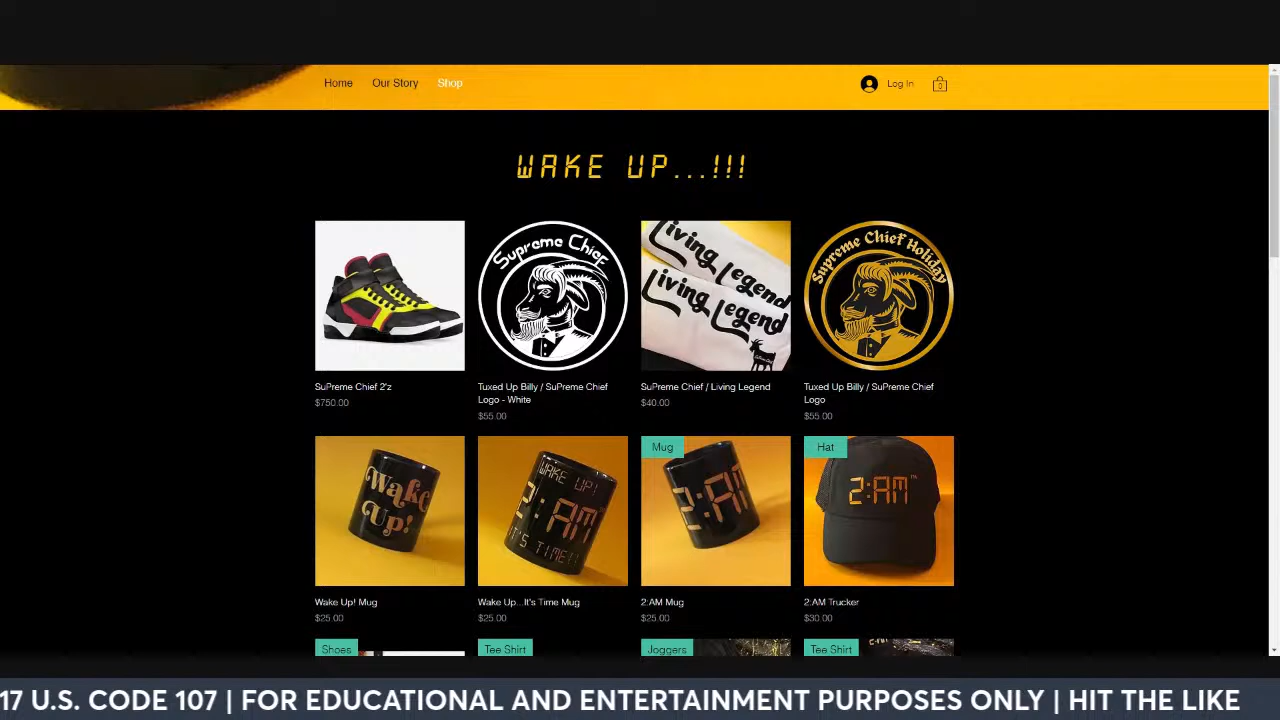 Home Our Story Shop Log In 0
WAKE UP...!!!
Supreme Chief
Living Legend
Living Legend
Supreme Chief Holiday
SuPreme Chief 2'z
$750.00
Tuxed Up Billy / SuPreme Chief
Logo - White
$55.00
SuPreme Chief / Living Legend
$40.00
Tuxed Up Billy / SuPreme Chief
Logo
$55.00
Wake
Up!
WAKE UP!
2:AM
IT'S TIME!!
Mug
2:AM
Hat
2:AM™
Wake Up! Mug
$25.00
Wake Up...It's Time Mug
$25.00
2:AM Mug
$25.00
2:AM Trucker
$30.00
Shoes
Tee Shirt
Joggers
Tee Shirt
17 U.S. CODE 107 | FOR EDUCATIONAL AND ENTERTAINMENT PURPOSES ONLY | HIT THE LIKE